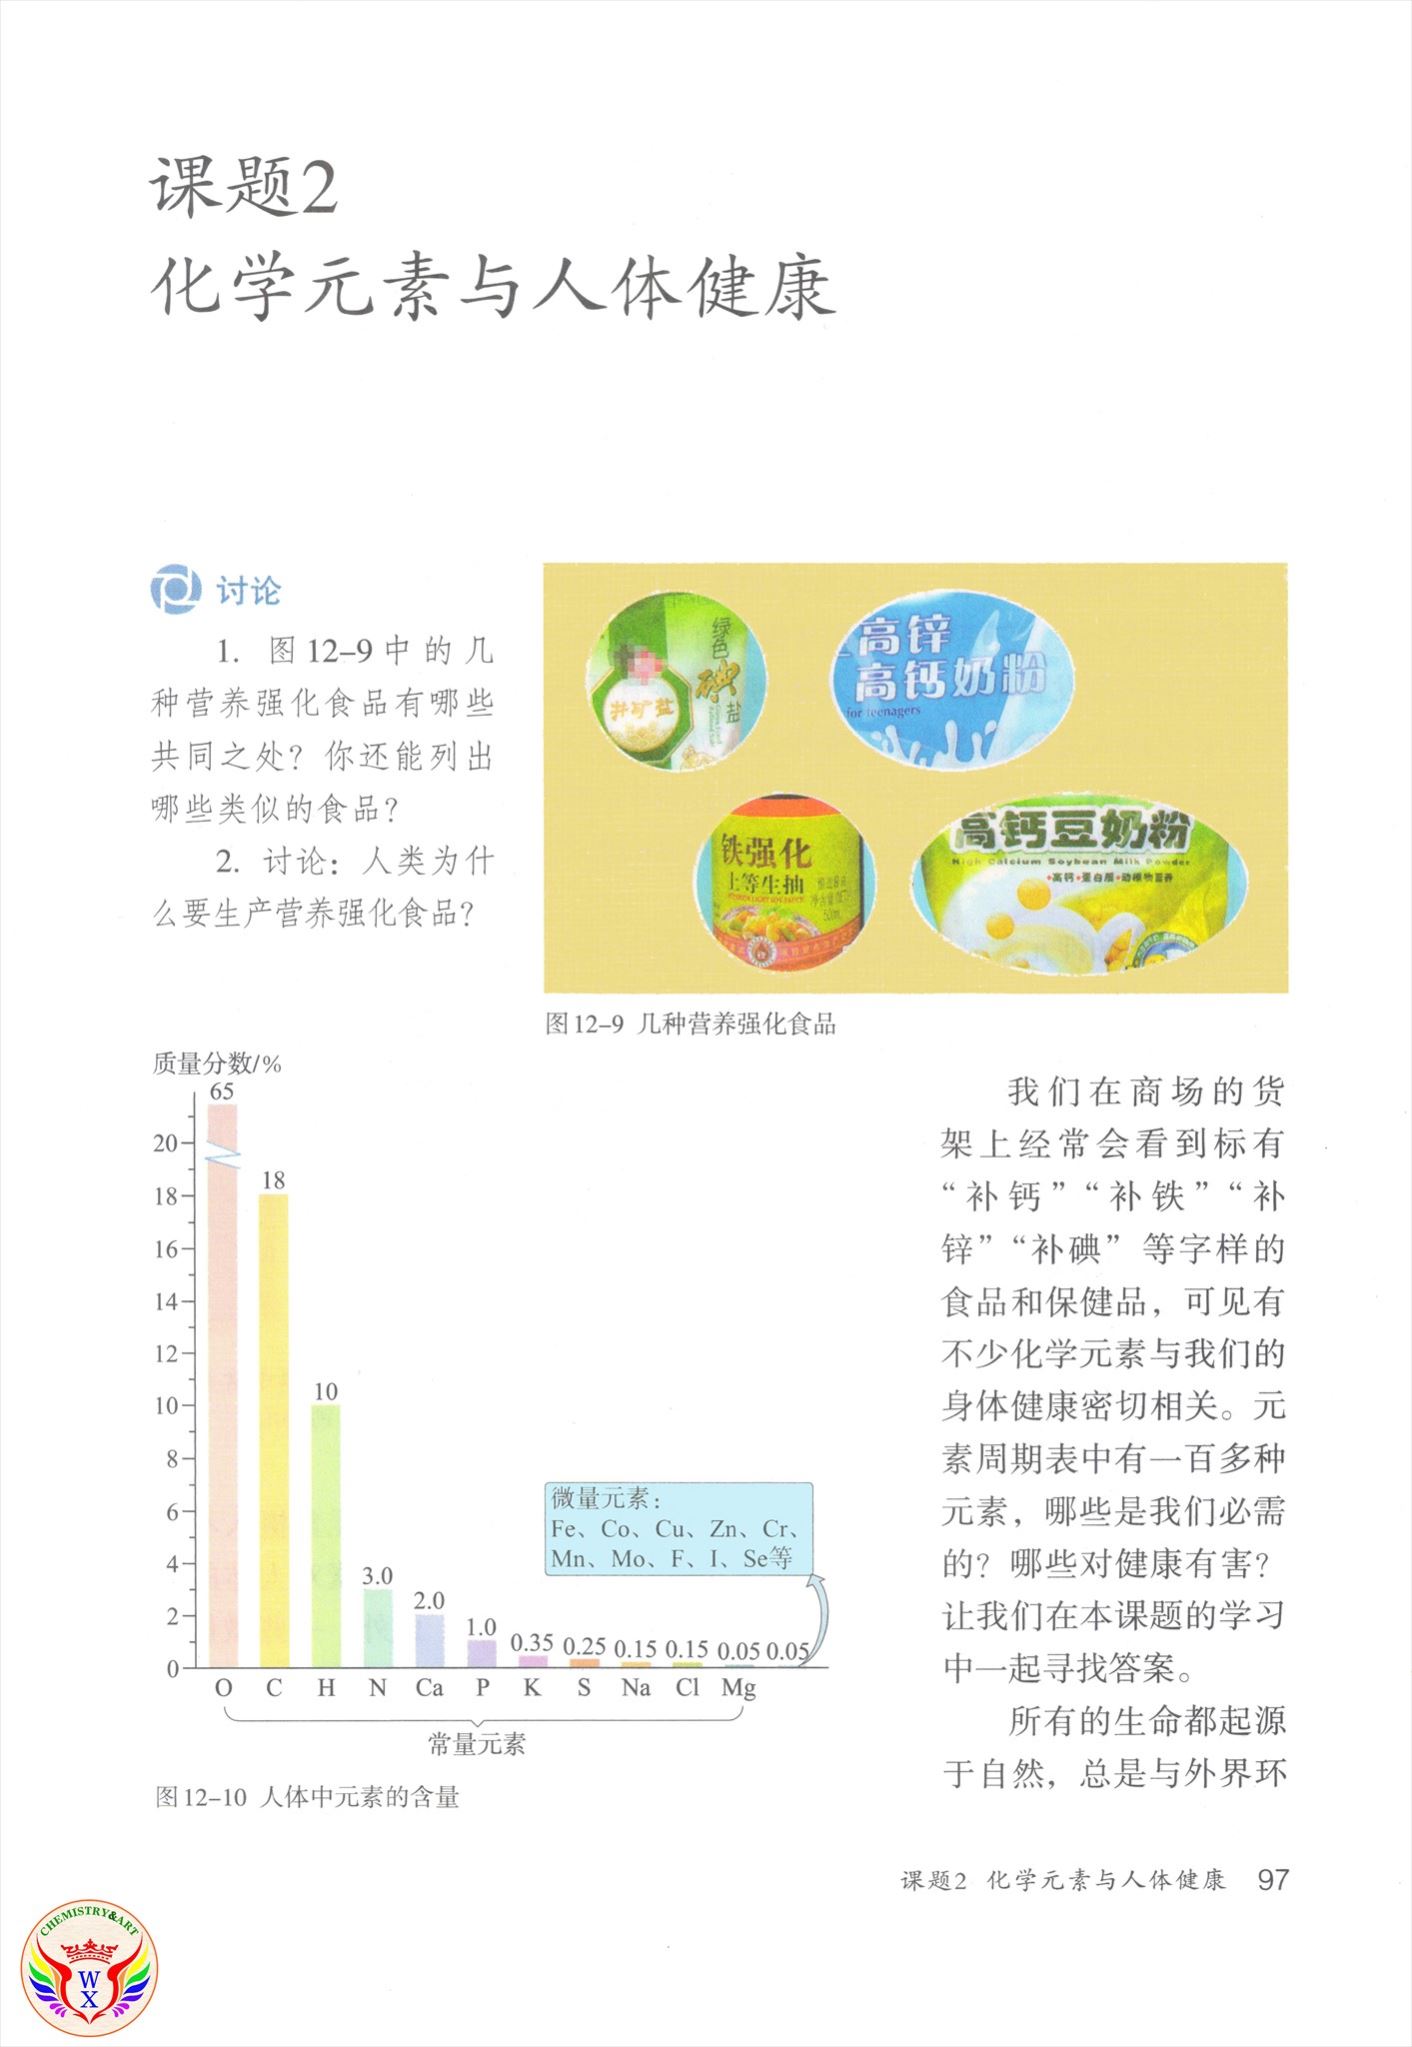 课题2
化学元素与人体健康
讨论
1. 图12-9中的几
种营养强化食品有哪些
共同之处？你还能列出
哪些类似的食品？
2. 讨论：人类为什
么要生产营养强化食品？
绿色
碘
盐
井矿盐
高锌
高钙奶粉
for teenagers
铁强化
上等生抽
高钙豆奶粉
High Calcium Soybean Milk Powder
•高钙•蛋白质•动植物营养
图12-9 几种营养强化食品
质量分数/%
65
20
18
18
16
14
12
10
10
8
6
4
3.0
2
2.0
1.0
0.35 0.25 0.15 0.15 0.05 0.05
0
O C H N Ca P K S Na Cl Mg
常量元素
微量元素：
Fe、Co、Cu、Zn、Cr、
Mn、Mo、F、I、Se等
图12-10 人体中元素的含量
我们在商场的货
架上经常会看到标有
“补钙”“补铁”“补
锌”“补碘”等字样的
食品和保健品，可见有
不少化学元素与我们的
身体健康密切相关。元
素周期表中有一百多种
元素，哪些是我们必需
的？哪些对健康有害？
让我们在本课题的学习
中一起寻找答案。
所有的生命都起源
于自然，总是与外界环
课题2 化学元素与人体健康 97
CHEMISTRY&ART
W
X